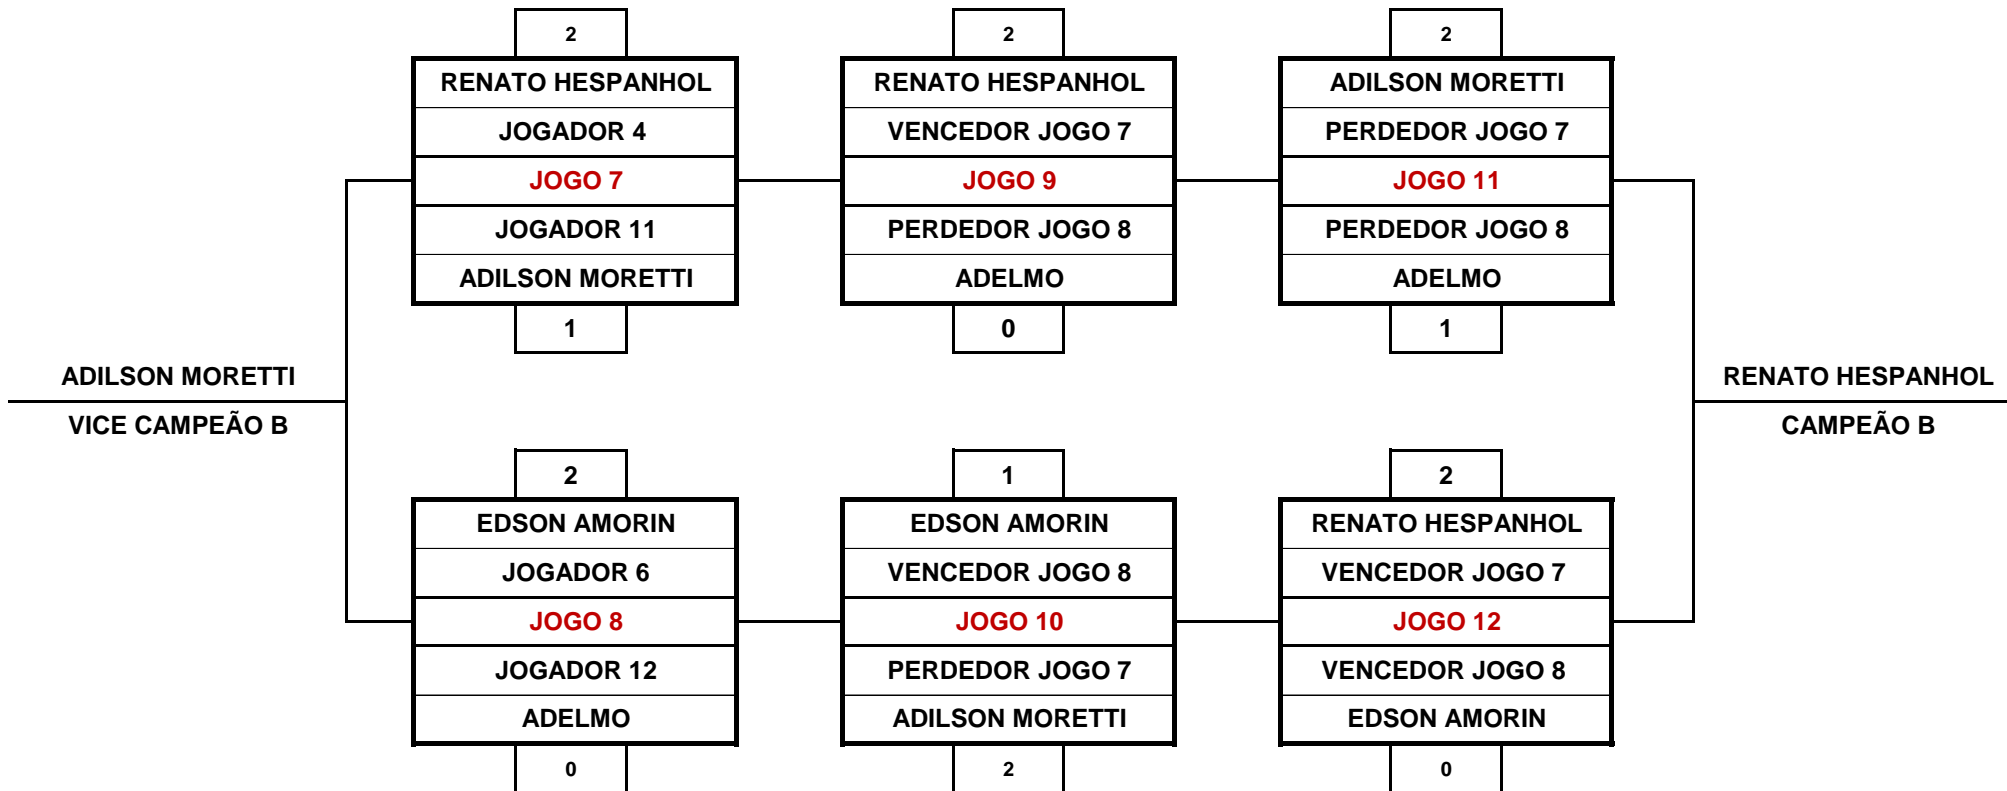 2
RENATO HESPANHOL
JOGADOR 4
JOGO 7
JOGADOR 11
ADILSON MORETTI
1
2
RENATO HESPANHOL
VENCEDOR JOGO 7
JOGO 9
PERDEDOR JOGO 8
ADELMO
0
2
ADILSON MORETTI
PERDEDOR JOGO 7
JOGO 11
PERDEDOR JOGO 8
ADELMO
1
ADILSON MORETTI
VICE CAMPEÃO B
RENATO HESPANHOL
CAMPEÃO B
2
EDSON AMORIN
JOGADOR 6
JOGO 8
JOGADOR 12
ADELMO
0
1
EDSON AMORIN
VENCEDOR JOGO 8
JOGO 10
PERDEDOR JOGO 7
ADILSON MORETTI
2
2
RENATO HESPANHOL
VENCEDOR JOGO 7
JOGO 12
VENCEDOR JOGO 8
EDSON AMORIN
0